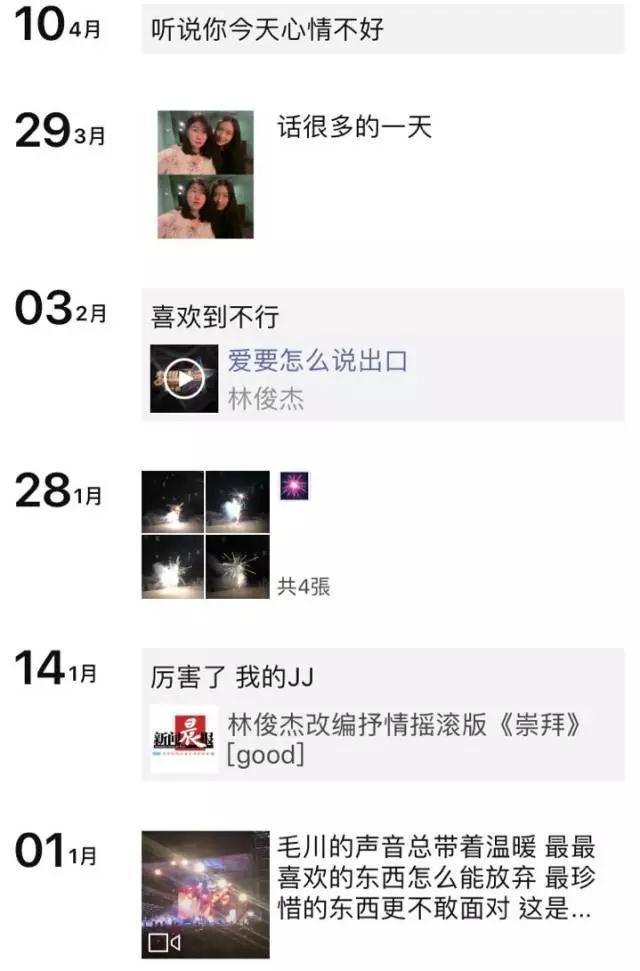 10 4月
听说你今天心情不好
29 3月
话很多的一天
03 2月
喜欢到不行
爱要怎么说出口
林俊杰
28 1月
共4張
14 1月
厉害了 我的JJ
新闻晨报
林俊杰改编抒情摇滚版《崇拜》
[good]
01 1月
毛川的声音总带着温暖 最最
喜欢的东西怎么能放弃 最珍
惜的东西更不敢面对 这是...